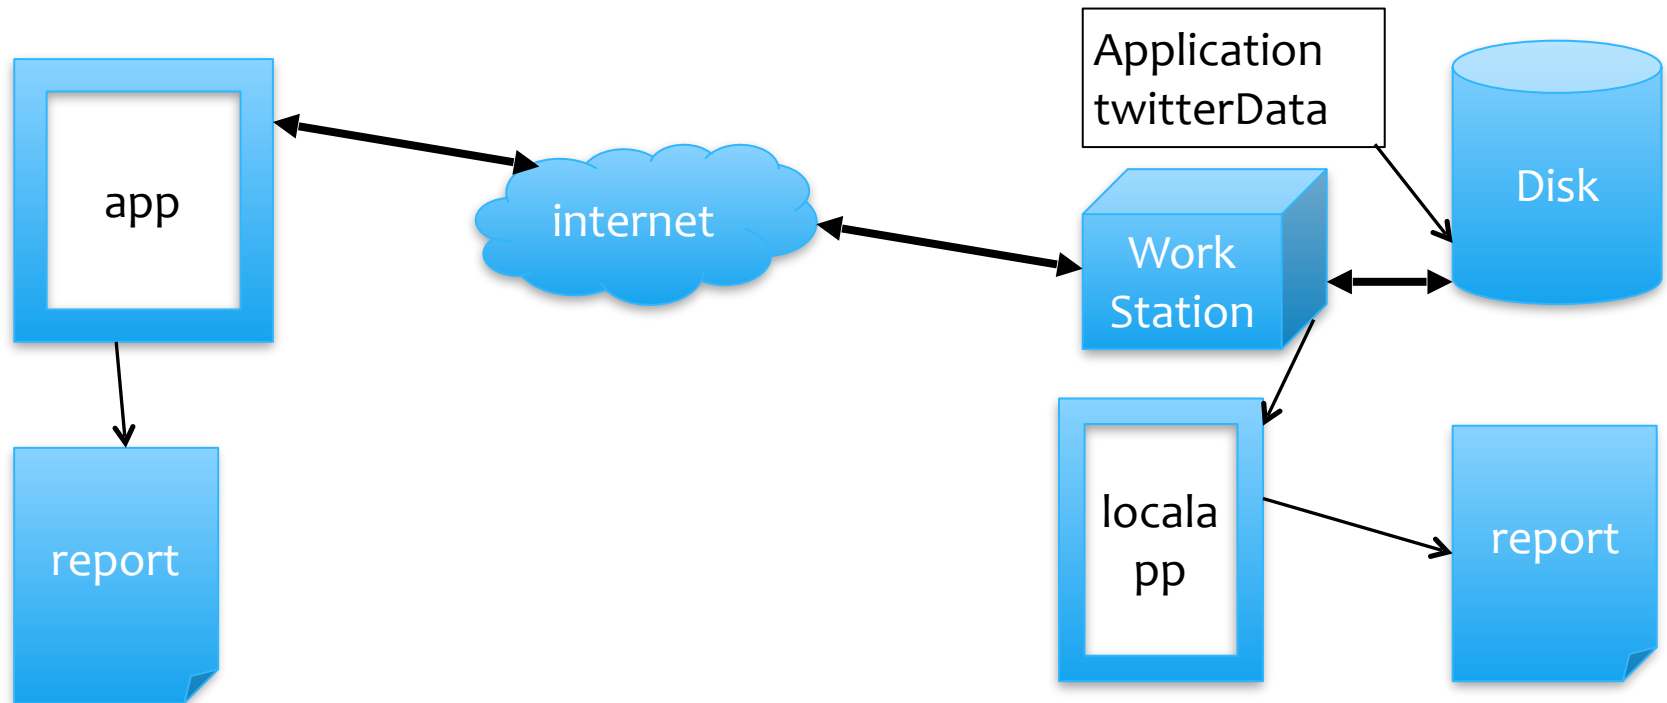 Application
twitterData
Disk
app
internet
Work
Station
locala
pp
report
report